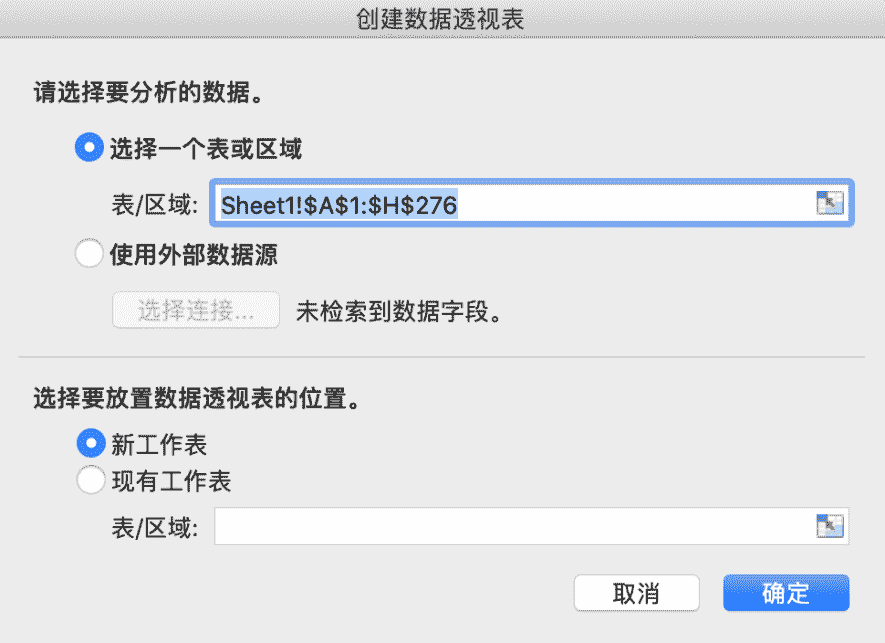 创建数据透视表
请选择要分析的数据。
选择一个表或区域
表/区域: Sheet1!$A$1:$H$276
使用外部数据源
选择连接... 未检索到数据字段。
选择要放置数据透视表的位置。
新工作表
现有工作表
表/区域:
取消 确定